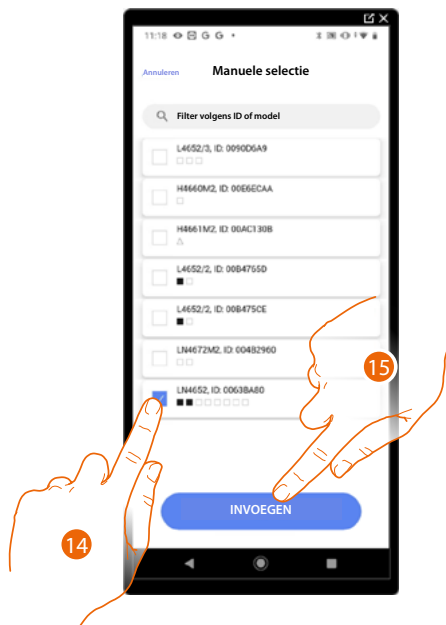 11:18 G G
Annuleren Manuele selectie
Filter volgens ID of model
L4652/3, ID: 0090D6A9
H4660M2, ID: 00E6ECAA
H4661M2, ID: 00AC130B
L4652/2, ID: 00B4765D
L4652/2, ID: 00B475CE
LN4672M2, ID: 004B2960
LN4652, ID: 0063BA80
15
INVOEGEN
14